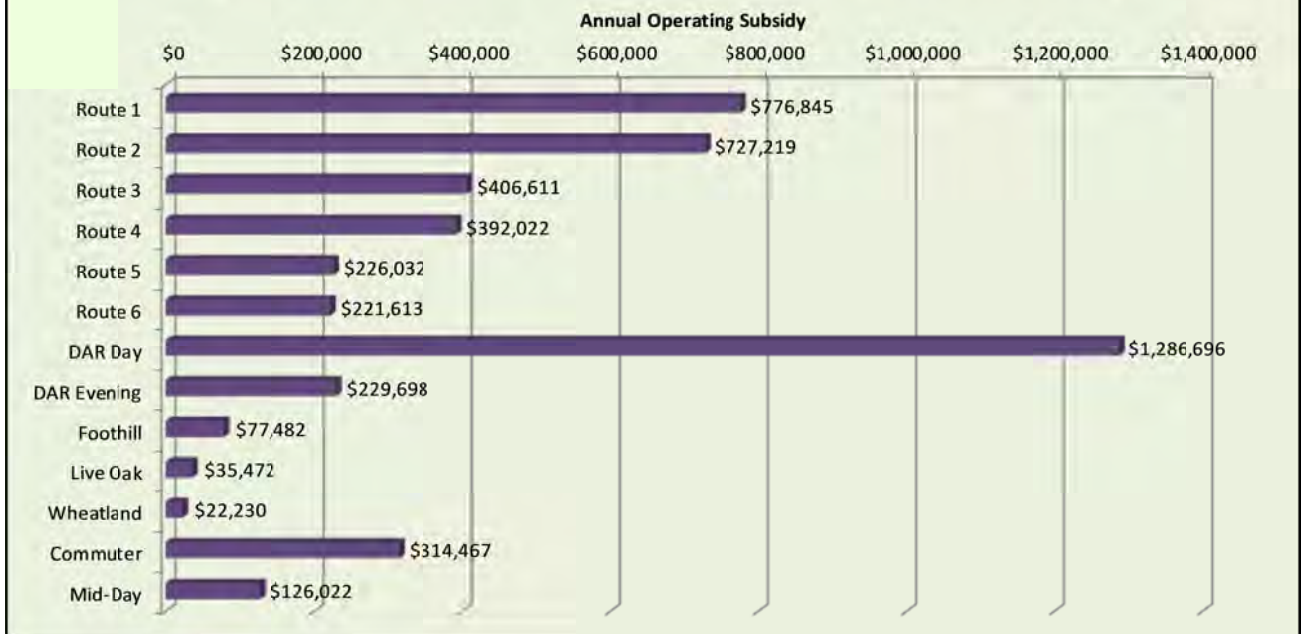 Annual Operating Subsidy
$0 $200,000 $400,000 $600,000 $800,000 $1,000,000 $1,200,000 $1,400,000
Route 1 $776,845
Route 2 $727,219
Route 3 $406,611
Route 4 $392,022
Route 5 $226,032
Route 6 $221,613
DAR Day $1,286,696
DAR Evening $229,698
Foothill $77,482
Live Oak $35,472
Wheatland $22,230
Commuter $314,467
Mid-Day $126,022